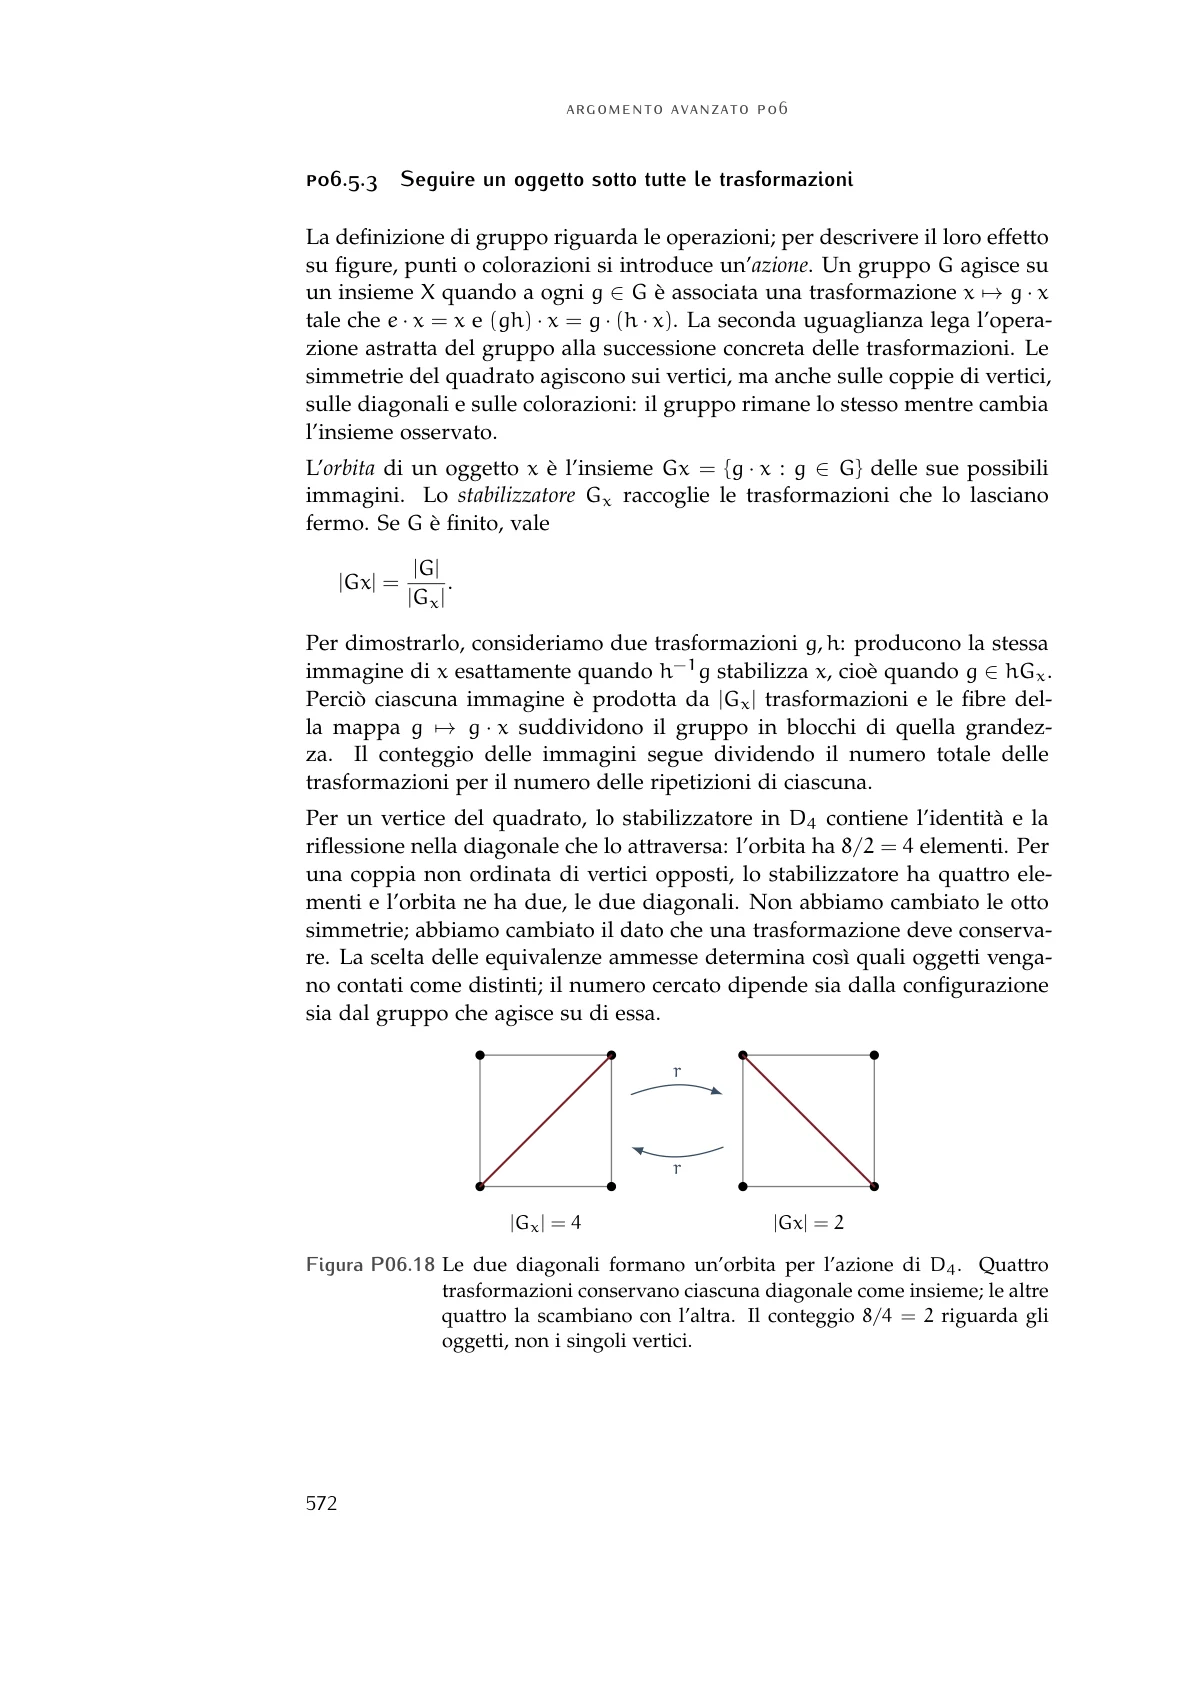 ARGOMENTO AVANZATO P06
P06.5.3 Seguire un oggetto sotto tutte le trasformazioni
La definizione di gruppo riguarda le operazioni; per descrivere il loro effetto
su figure, punti o colorazioni si introduce un'azione. Un gruppo G agisce su
un insieme X quando a ogni g ∈ G è associata una trasformazione x ↦ g · x
tale che e · x = x e (gh) · x = g · (h · x). La seconda uguaglianza lega l'opera-
zione astratta del gruppo alla successione concreta delle trasformazioni. Le
simmetrie del quadrato agiscono sui vertici, ma anche sulle coppie di vertici,
sulle diagonali e sulle colorazioni: il gruppo rimane lo stesso mentre cambia
l'insieme osservato.
L'orbita di un oggetto x è l'insieme Gx = {g · x : g ∈ G} delle sue possibili
immagini. Lo stabilizzatore Gₓ raccoglie le trasformazioni che lo lasciano
fermo. Se G è finito, vale
|Gx| = |G| / |Gₓ|.
Per dimostrarlo, consideriamo due trasformazioni g, h: producono la stessa
immagine di x esattamente quando h⁻¹g stabilizza x, cioè quando g ∈ hGₓ.
Perciò ciascuna immagine è prodotta da |Gₓ| trasformazioni e le fibre del-
la mappa g ↦ g · x suddividono il gruppo in blocchi di quella grandez-
za. Il conteggio delle immagini segue dividendo il numero totale delle
trasformazioni per il numero delle ripetizioni di ciascuna.
Per un vertice del quadrato, lo stabilizzatore in D₄ contiene l'identità e la
riflessione nella diagonale che lo attraversa: l'orbita ha 8/2 = 4 elementi. Per
una coppia non ordinata di vertici opposti, lo stabilizzatore ha quattro ele-
menti e l'orbita ne ha due, le due diagonali. Non abbiamo cambiato le otto
simmetrie; abbiamo cambiato il dato che una trasformazione deve conserva-
re. La scelta delle equivalenze ammesse determina così quali oggetti venga-
no contati come distinti; il numero cercato dipende sia dalla configurazione
sia dal gruppo che agisce su di essa.
r
r
|Gₓ| = 4 |Gx| = 2
Figura P06.18 Le due diagonali formano un'orbita per l'azione di D₄. Quattro
trasformazioni conservano ciascuna diagonale come insieme; le altre
quattro la scambiano con l'altra. Il conteggio 8/4 = 2 riguarda gli
oggetti, non i singoli vertici.
572